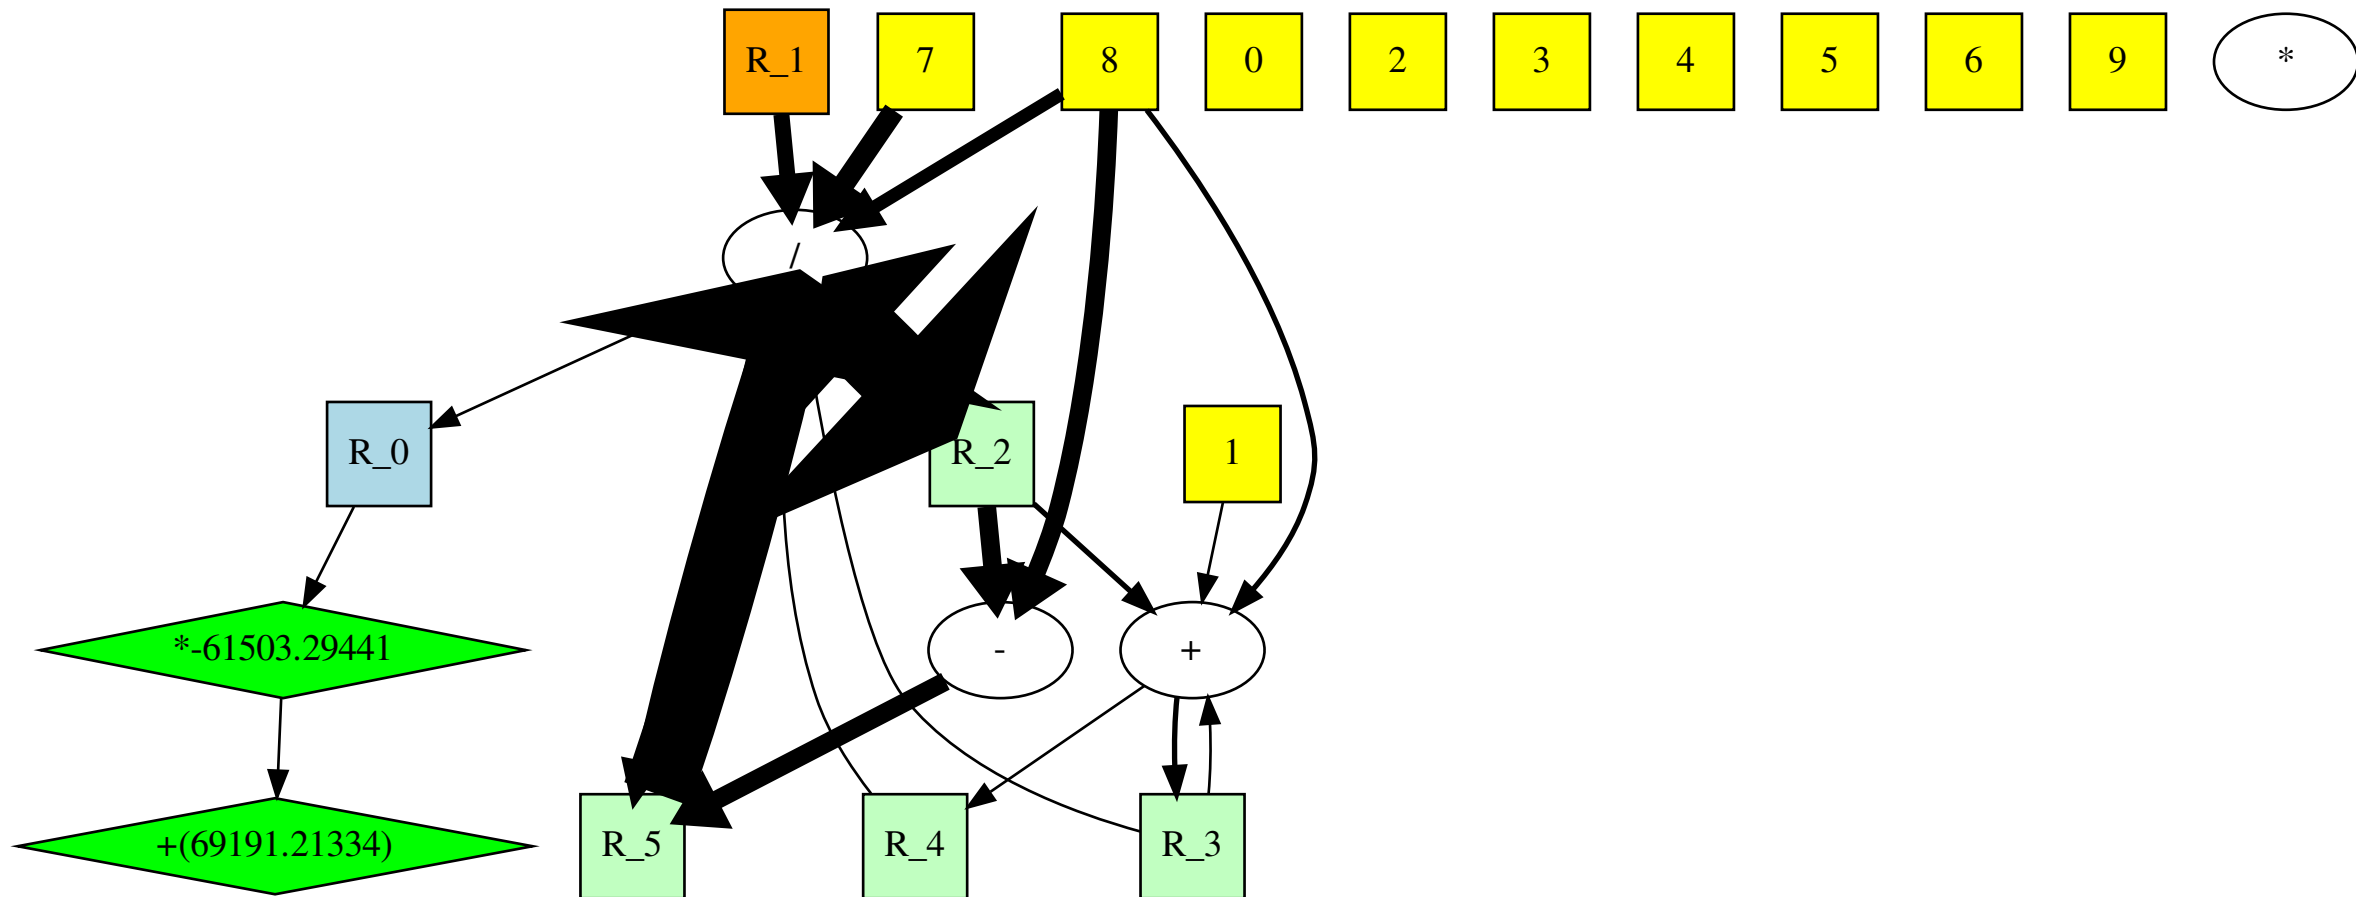 R_1 7 8 0 2 3 4 5 6 9 *
/
R_0 R_2 1
*-61503.29441 - +
+(69191.21334) R_5 R_4 R_3